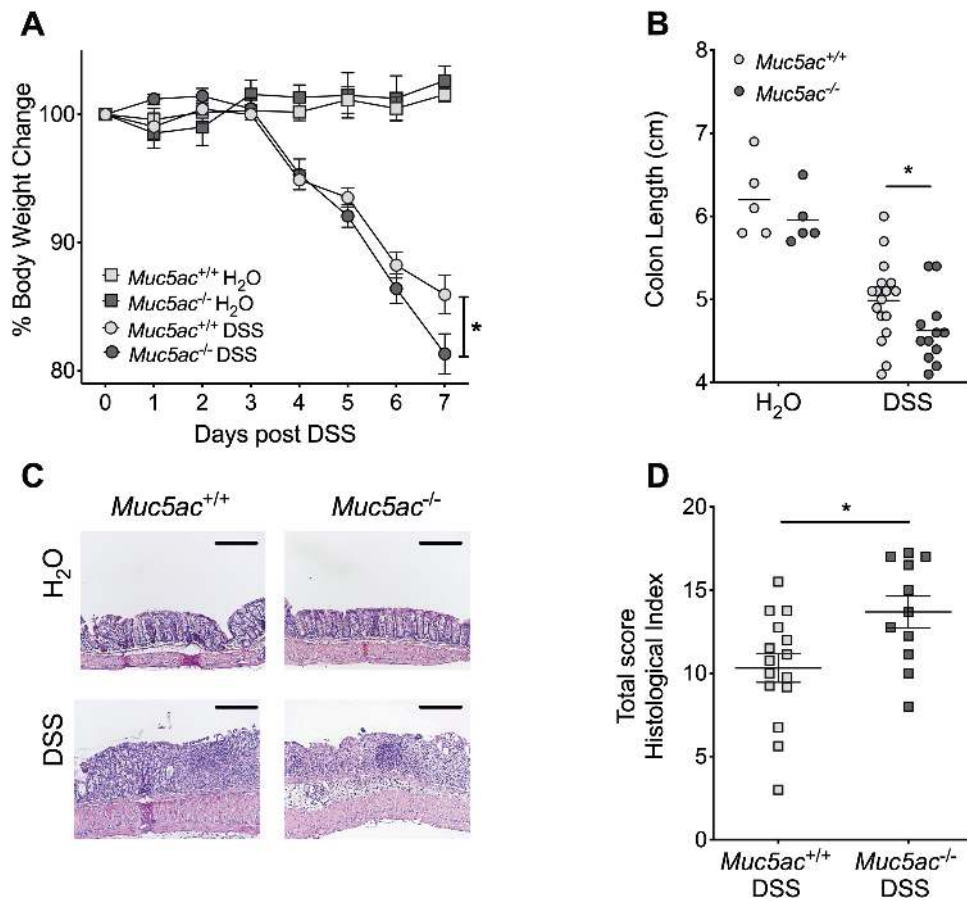 A
% Body Weight Change
100
90
80
Muc5ac+/+ H2O
Muc5ac-/- H2O
Muc5ac+/+ DSS
Muc5ac-/- DSS
*
0 1 2 3 4 5 6 7
Days post DSS
B
Colon Length (cm)
8
7
6
5
4
Muc5ac+/+
Muc5ac-/-
*
H2O DSS
C
Muc5ac+/+ Muc5ac-/-
H2O
DSS
D
Total score
Histological Index
20
15
10
5
0
*
Muc5ac+/+ Muc5ac-/-
DSS DSS